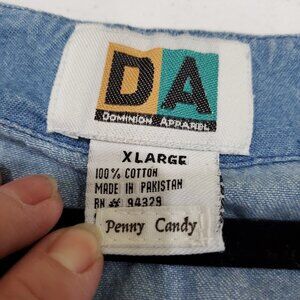 DA
DOMINION APPAREL
XLARGE
100% COTTON
MADE IN PAKISTAN
RN# 94329
Penny Candy